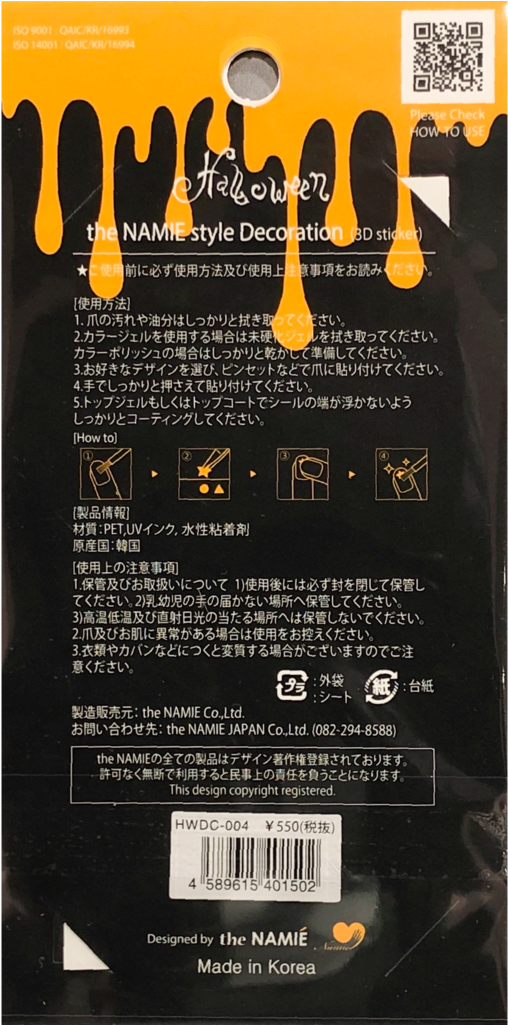 ISO 9001 : QAIC/KR/16993
ISO 14001 : QAIC/KR/16994
Please Check
HOW TO USE
Halloween
the NAMIE style Decoration (3D sticker)
★ご使用前に必ず使用方法及び使用上注意事項をお読みください。
[使用方法]
1. 爪の汚れや油分はしっかりと拭き取ってください。
2.カラージェルを使用する場合は未硬化ジェルを拭き取ってください。
カラーポリッシュの場合はしっかりと乾かして準備してください。
3.お好きなデザインを選び、ピンセットなどで爪に貼り付けてください。
4.手でしっかりと押さえて貼り付けてください。
5.トップジェルもしくはトップコートでシールの端が浮かないよう
しっかりとコーティングしてください。
[How to]
① ② ③ ④
[製品情報]
材質：PET,UVインク, 水性粘着剤
原産国：韓国
[使用上の注意事項]
1.保管及びお取扱いについて 1)使用後には必ず封を閉じて保管し
てください。2)乳幼児の手の届かない場所へ保管してください。
3)高温低温及び直射日光の当たる場所へは保管しないでください。
2.爪及びお肌に異常がある場合は使用をお控えください。
3.衣類やカバンなどにつくと変質する場合がございますのでご注
意ください。
プラ : 外袋 紙 : 台紙
: シート
製造販売元： the NAMIE Co.,Ltd.
お問い合わせ先： the NAMIE JAPAN Co.,Ltd. (082-294-8588)
the NAMIEの全ての製品はデザイン著作権登録されております。
許可なく無断で利用すると民事上の責任を負うことになります。
This design copyright registered.
HWDC-004 ￥550(税抜)
4 589615 401502
Designed by the NAMIÉ Namie
Made in Korea